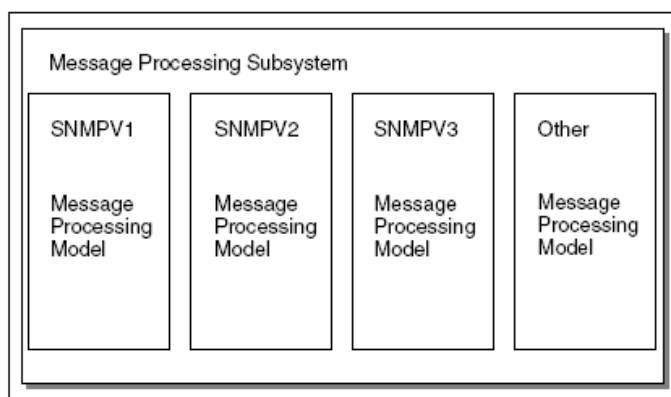 Message Processing Subsystem
SNMPV1
Message
Processing
Model
SNMPV2
Message
Processing
Model
SNMPV3
Message
Processing
Model
Other
Message
Processing
Model